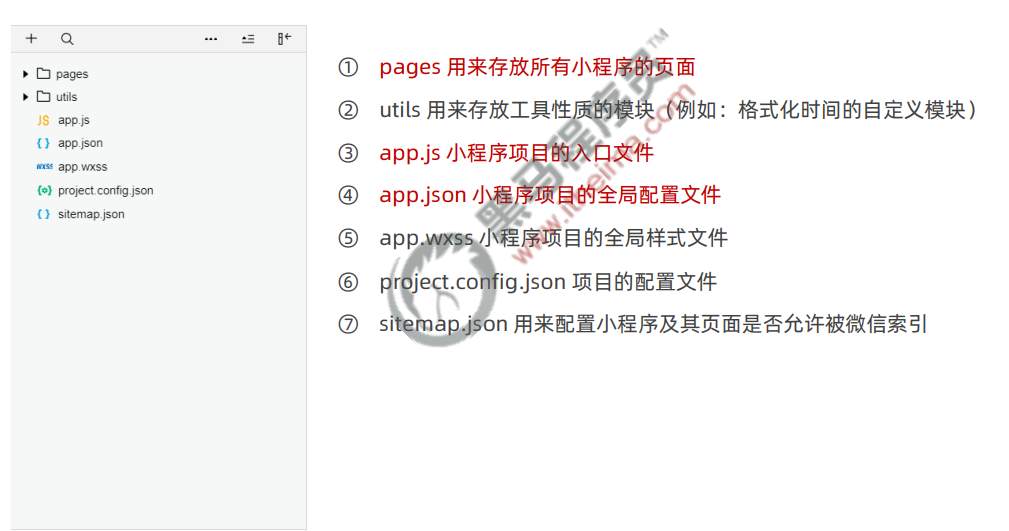 pages
utils
JS app.js
{ } app.json
WXSS app.wxss
{o} project.config.json
{ } sitemap.json
① pages 用来存放所有小程序的页面
② utils 用来存放工具性质的模块（例如：格式化时间的自定义模块）
③ app.js 小程序项目的入口文件
④ app.json 小程序项目的全局配置文件
⑤ app.wxss 小程序项目的全局样式文件
⑥ project.config.json 项目的配置文件
⑦ sitemap.json 用来配置小程序及其页面是否允许被微信索引
黑马程序员™
www.itheima.com